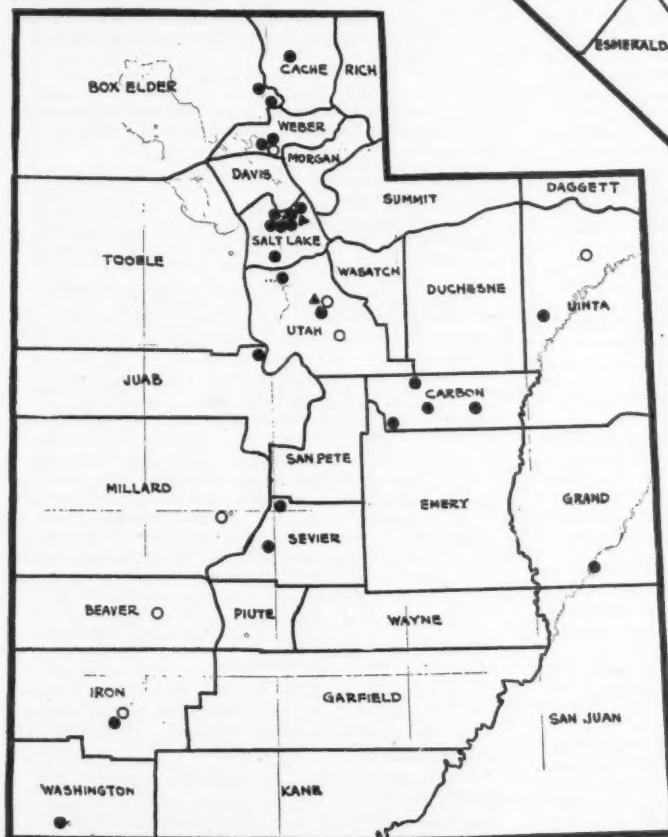 ESMERALD
BOX ELDER
CACHE
RICH
WEBER
MORGAN
DAVIS
SUMMIT
DAGGETT
SALT LAKE
TOOELE
WASATCH
DUCHESNE
UINTA
UTAH
JUAB
CARBON
SAN PETE
MILLARD
EMERY
GRAND
SEVIER
BEAVER
PIUTE
WAYNE
IRON
GARFIELD
SAN JUAN
WASHINGTON
KANE